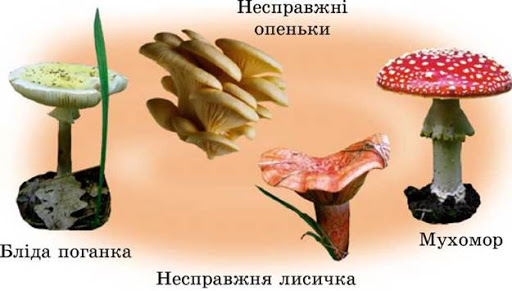 Несправжні
опеньки
Бліда поганка
Несправжня лисичка
Мухомор